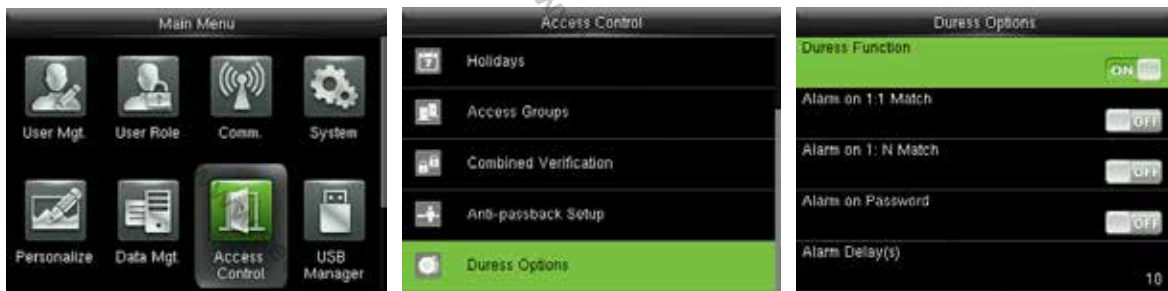 Main Menu
User Mgt.
User Role
Comm.
System
Personalize
Data Mgt.
Access
Control
USB
Manager
Access Control
Holidays
Access Groups
Combined Verification
Anti-passback Setup
Duress Options
Duress Options
Duress Function
ON
Alarm on 1:1 Match
OFF
Alarm on 1: N Match
OFF
Alarm on Password
OFF
Alarm Delay(s)
10